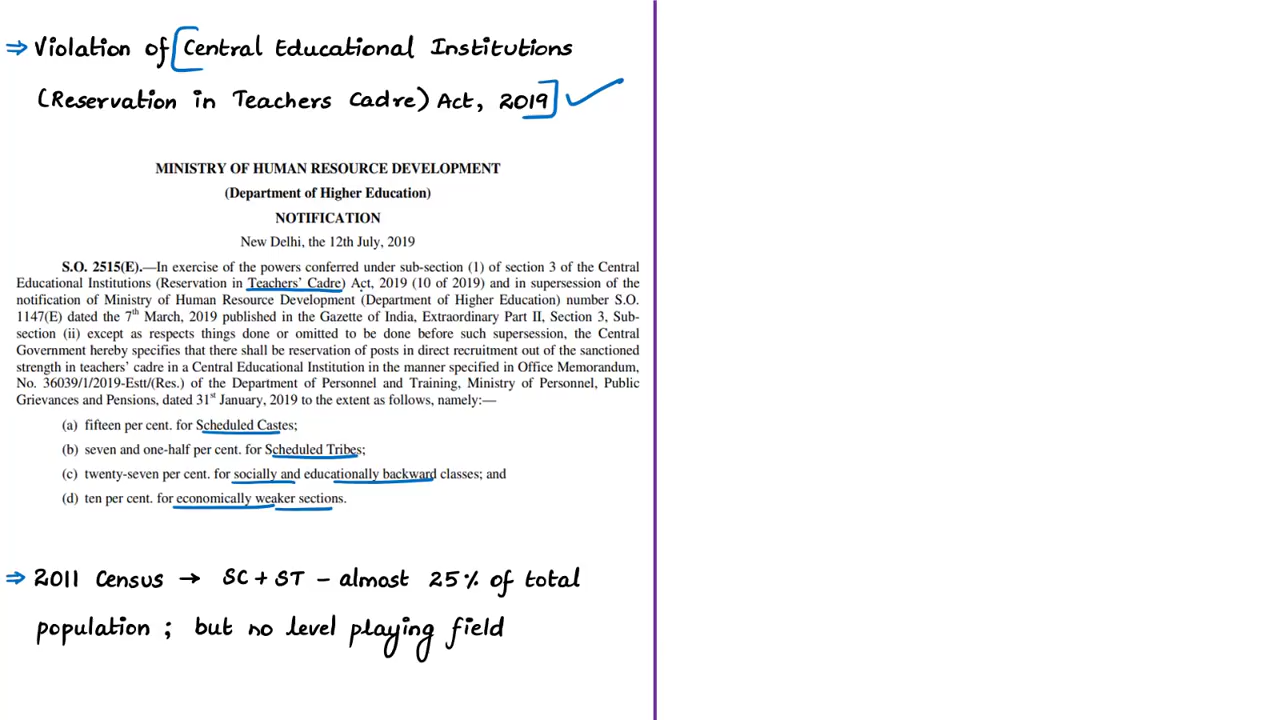 ⇒ Violation of [Central Educational Institutions
(Reservation in Teachers Cadre) Act, 2019] ✓
MINISTRY OF HUMAN RESOURCE DEVELOPMENT
(Department of Higher Education)
NOTIFICATION
New Delhi, the 12th July, 2019
S.O. 2515(E).—In exercise of the powers conferred under sub-section (1) of section 3 of the Central
Educational Institutions (Reservation in Teachers' Cadre) Act, 2019 (10 of 2019) and in supersession of the
notification of Ministry of Human Resource Development (Department of Higher Education) number S.O.
1147(E) dated the 7th March, 2019 published in the Gazette of India, Extraordinary Part II, Section 3, Sub-
section (ii) except as respects things done or omitted to be done before such supersession, the Central
Government hereby specifies that there shall be reservation of posts in direct recruitment out of the sanctioned
strength in teachers' cadre in a Central Educational Institution in the manner specified in Office Memorandum,
No. 36039/1/2019-Estt/(Res.) of the Department of Personnel and Training, Ministry of Personnel, Public
Grievances and Pensions, dated 31st January, 2019 to the extent as follows, namely:—
(a) fifteen per cent. for Scheduled Castes;
(b) seven and one-half per cent. for Scheduled Tribes;
(c) twenty-seven per cent. for socially and educationally backward classes; and
(d) ten per cent. for economically weaker sections.
⇒ 2011 Census → SC + ST - almost 25% of total
population ; but no level playing field